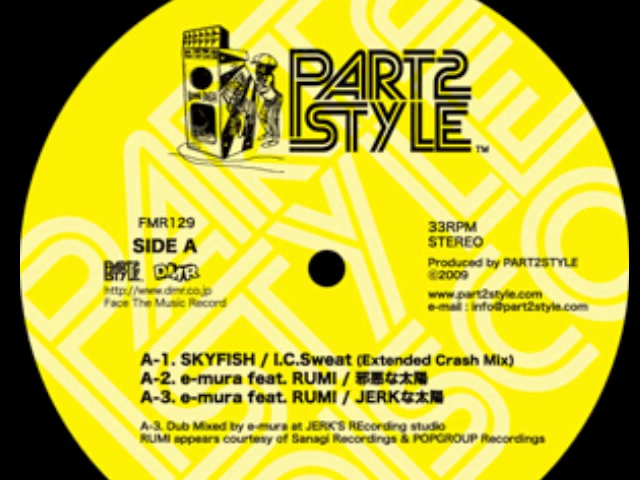 PART2
STYLE
TM
FMR129
SIDE A
PART2
STYLE
DMR
http://www.dmr.co.jp
Face The Music Record
33RPM
STEREO
Produced by PART2STYLE
©2009
www.part2style.com
e-mail : info@part2style.com
A-1. SKYFISH / I.C.Sweat (Extended Crash Mix)
A-2. e-mura feat. RUMI / 邪悪な太陽
A-3. e-mura feat. RUMI / JERKな太陽
A-3. Dub Mixed by e-mura at JERK'S REcording studio
RUMI appears courtesy of Sanagi Recordings & POPGROUP Recordings